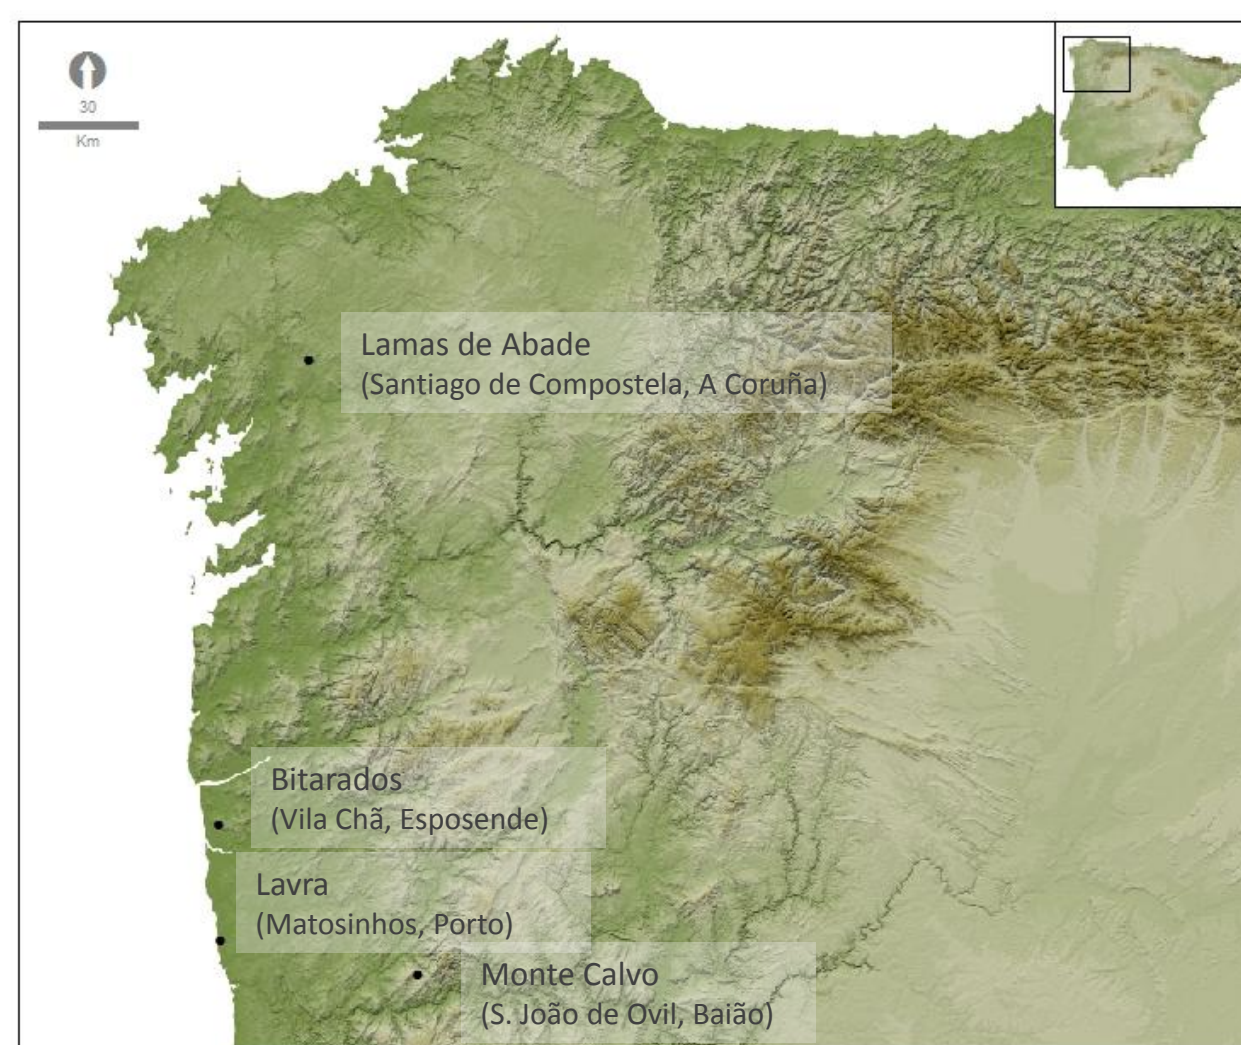 30
Km
Lamas de Abade
(Santiago de Compostela, A Coruña)
Bitarados
(Vila Chã, Esposende)
Lavra
(Matosinhos, Porto)
Monte Calvo
(S. João de Ovil, Baião)